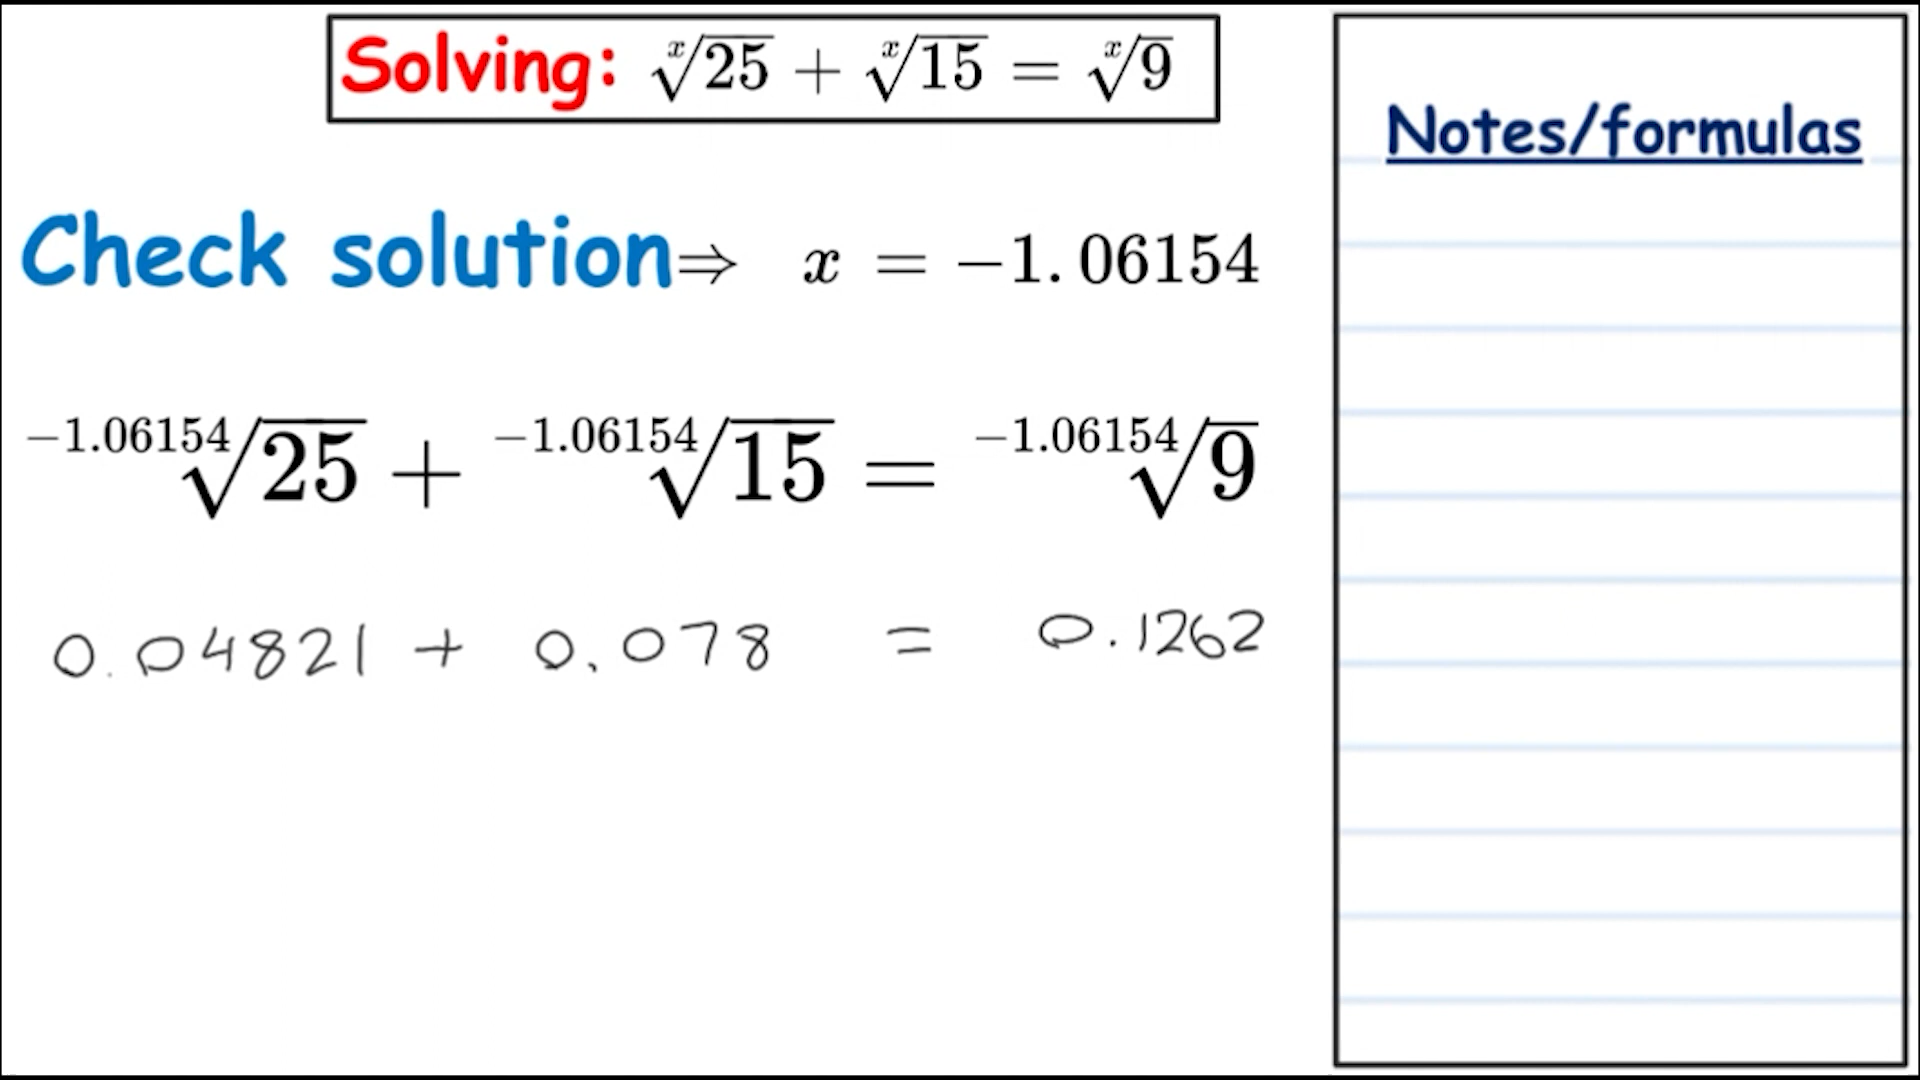 Solving: ˣ√25 + ˣ√15 = ˣ√9
Notes/formulas
Check solution⇒ x = −1.06154
⁻¹·⁰⁶¹⁵⁴√25 + ⁻¹·⁰⁶¹⁵⁴√15 = ⁻¹·⁰⁶¹⁵⁴√9
0.04821 + 0.078 = 0.1262